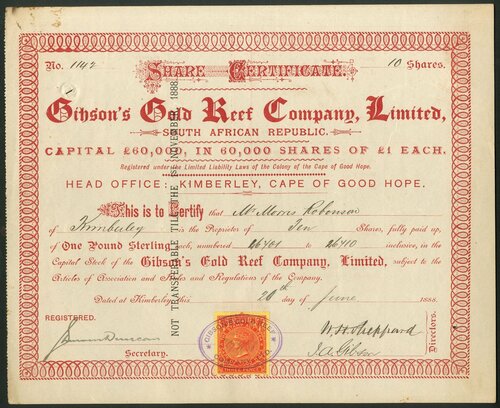 No. 1142 10 Shares.
SHARE CERTIFICATE.
Gibson's Gold Reef Company, Limited,
SOUTH AFRICAN REPUBLIC.
CAPITAL £60,000, IN 60,000 SHARES OF £1 EACH.
Registered under the Limited Liability Laws of the Colony of the Cape of Good Hope.
HEAD OFFICE: KIMBERLEY, CAPE OF GOOD HOPE.
This is to Certify that Mr Morris Robinson
of Kimberley is the Proprietor of Ten Shares, fully paid up,
of One Pound Sterling each, numbered 26401 to 26410 inclusive, in the
Capital Stock of the Gibson's Gold Reef Company, Limited, subject to the
Articles of Association and Rules and Regulations of the Company.
Dated at Kimberley this 20th day of June 1888.
NOT TRANSFERABLE TILL THE 1ST NOVEMBER, 1888.
REGISTERED.
Secretary.
GIBSON'S GOLD REEF
W. H. Sheppard
J. A. Gibson
Directors.